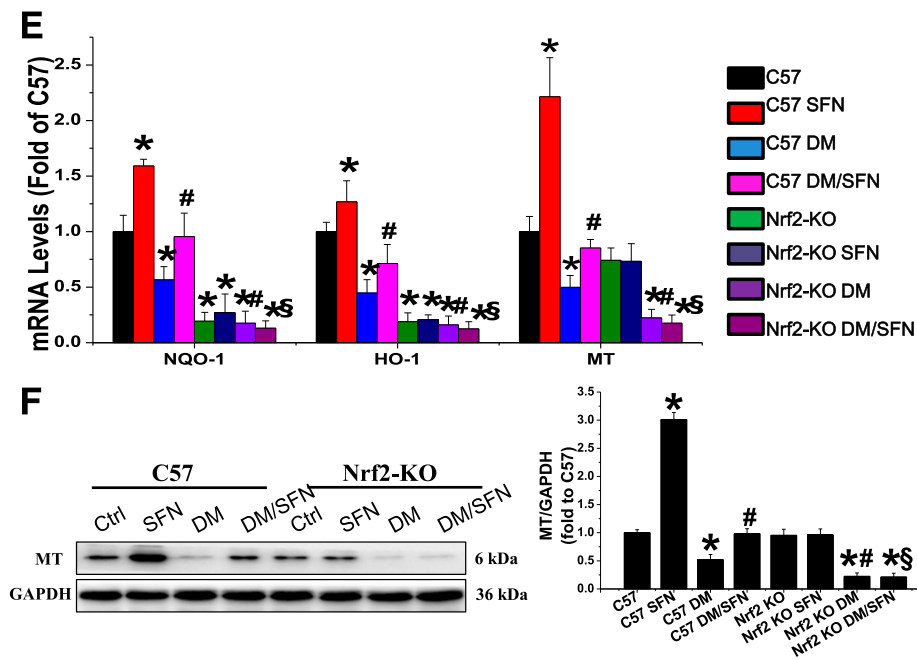 E
mRNA Levels (Fold of C57)
2.5
2.0
1.5
1.0
0.5
0.0
* * # * * * *# *§
* * # * * * *# *§
* * # *# *§
NQO-1 HO-1 MT
C57
C57 SFN
C57 DM
C57 DM/SFN
Nrf2-KO
Nrf2-KO SFN
Nrf2-KO DM
Nrf2-KO DM/SFN
F
C57 Nrf2-KO
Ctrl SFN DM DM/SFN Ctrl SFN DM DM/SFN
MT 6 kDa
GAPDH 36 kDa
MT/GAPDH
(fold to C57)
3.5
3.0
2.5
2.0
1.5
1.0
0.5
0.0
* * # *# *§
C57
C57 SFN
C57 DM
C57 DM/SFN
Nrf2 KO
Nrf2 KO SFN
Nrf2 KO DM
Nrf2 KO DM/SFN